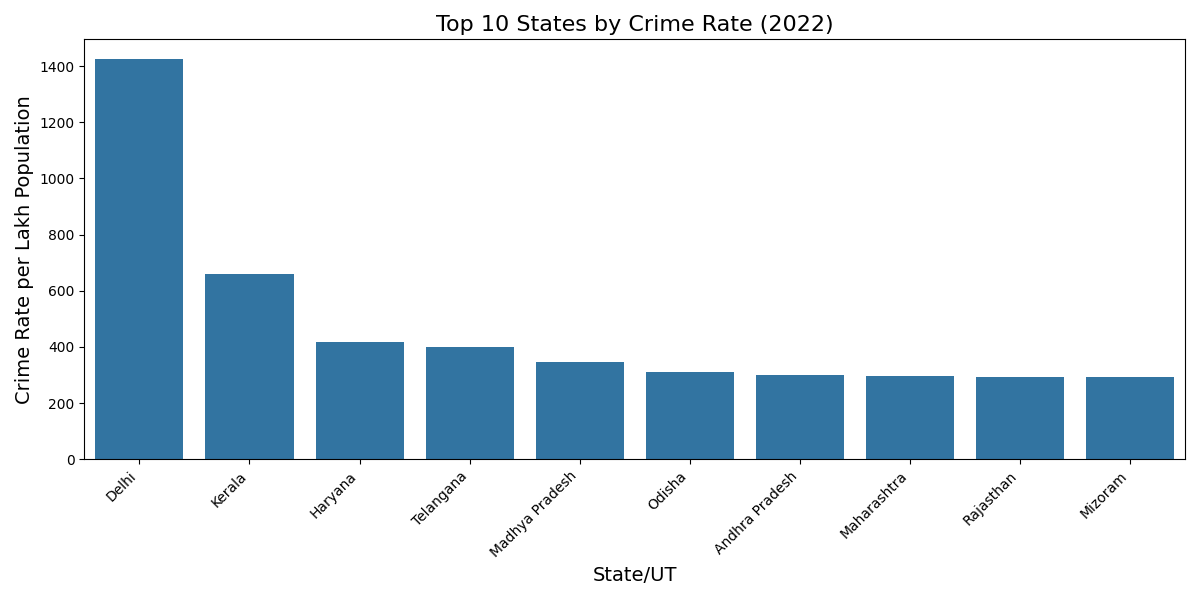 Top 10 States by Crime Rate (2022)
Crime Rate per Lakh Population
1400
1200
1000
800
600
400
200
0
Delhi
Kerala
Haryana
Telangana
Madhya Pradesh
Odisha
Andhra Pradesh
Maharashtra
Rajasthan
Mizoram
State/UT